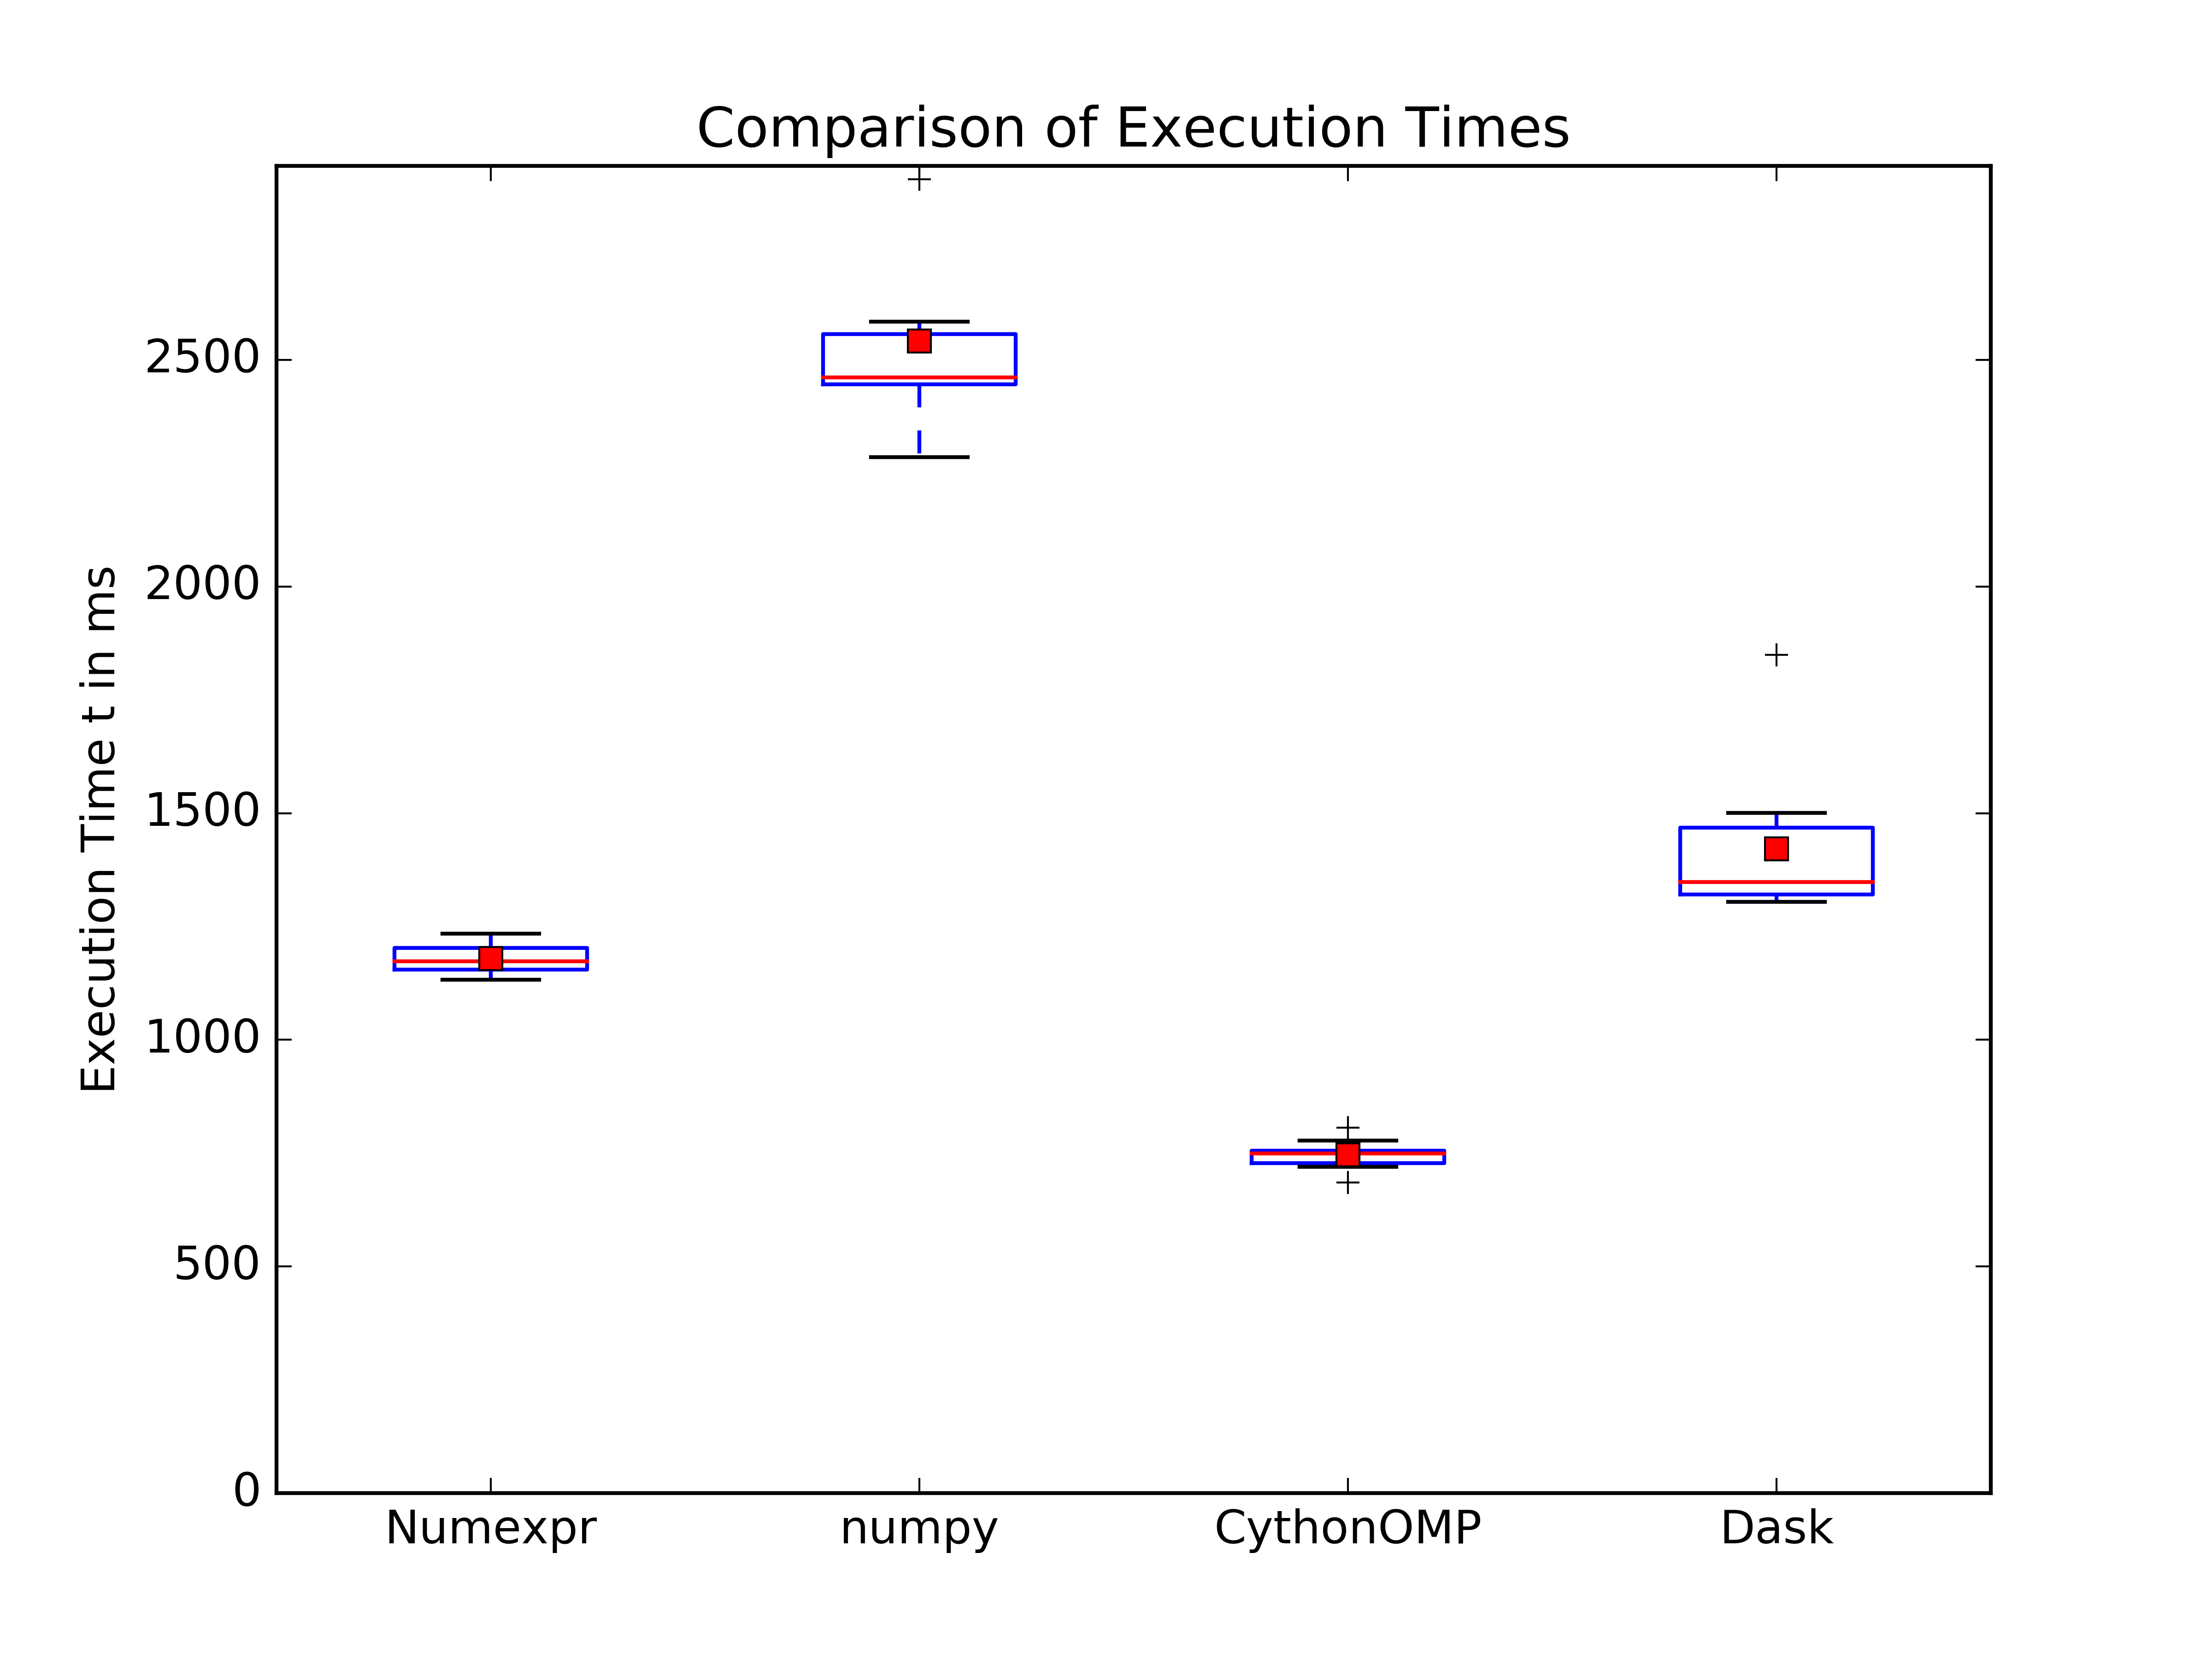 Comparison of Execution Times
Execution Time t in ms
2500
2000
1500
1000
500
0
Numexpr numpy CythonOMP Dask